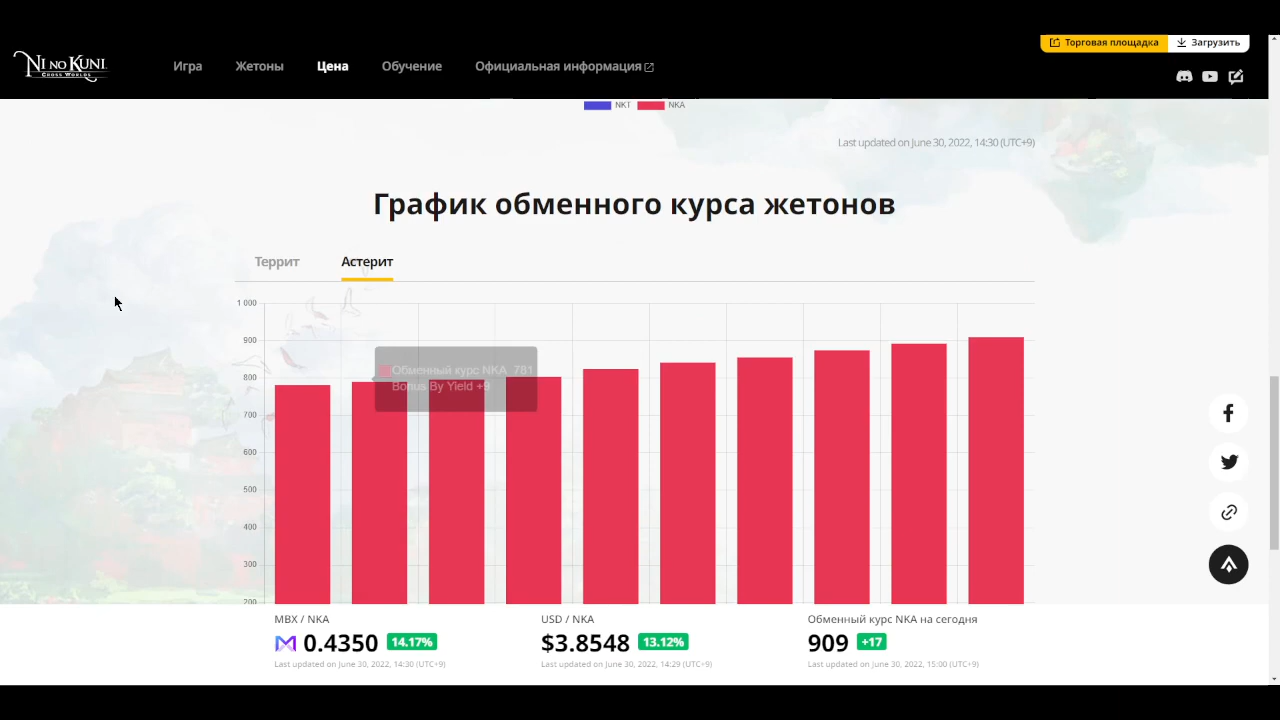 Торговая площадка
Загрузить
NI NO KUNI
CROSS WORLDS
Игра
Жетоны
Цена
Обучение
Официальная информация
NKT
NKA
Last updated on June 30, 2022, 14:30 (UTC+9)
График обменного курса жетонов
Террит
Астерит
1 000
900
800
700
600
500
400
300
200
Обменный курс NKA 781
Bonus By Yield +9
MBX / NKA
0.4350 14.17%
Last updated on June 30, 2022, 14:30 (UTC+9)
USD / NKA
$3.8548 13.12%
Last updated on June 30, 2022, 14:29 (UTC+9)
Обменный курс NKA на сегодня
909 +17
Last updated on June 30, 2022, 15:00 (UTC+9)